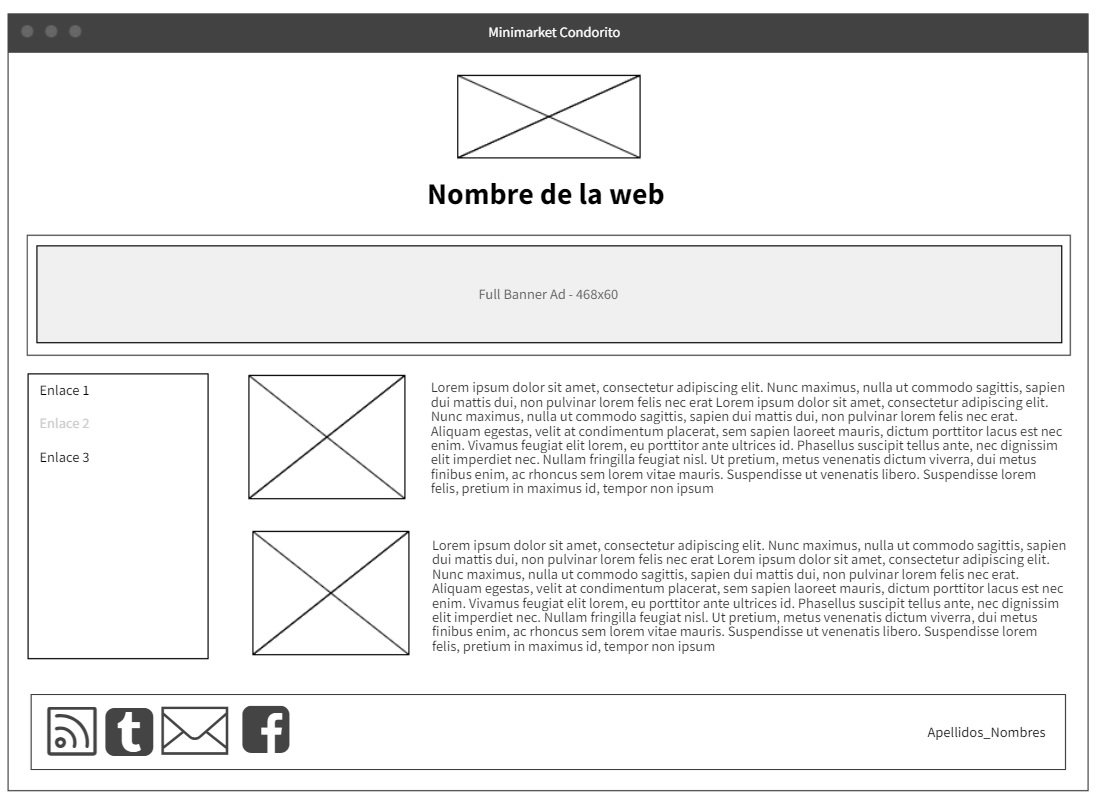 Minimarket Condorito
Nombre de la web
Full Banner Ad - 468x60
Enlace 1
Enlace 2
Enlace 3
Lorem ipsum dolor sit amet, consectetur adipiscing elit. Nunc maximus, nulla ut commodo sagittis, sapien
dui mattis dui, non pulvinar lorem felis nec erat Lorem ipsum dolor sit amet, consectetur adipiscing elit.
Nunc maximus, nulla ut commodo sagittis, sapien dui mattis dui, non pulvinar lorem felis nec erat.
Aliquam egestas, velit at condimentum placerat, sem sapien laoreet mauris, dictum porttitor lacus est nec
enim. Vivamus feugiat elit lorem, eu porttitor ante ultrices id. Phasellus suscipit tellus ante, nec dignissim
elit imperdiet nec. Nullam fringilla feugiat nisl. Ut pretium, metus venenatis dictum viverra, dui metus
finibus enim, ac rhoncus sem lorem vitae mauris. Suspendisse ut venenatis libero. Suspendisse lorem
felis, pretium in maximus id, tempor non ipsum
Lorem ipsum dolor sit amet, consectetur adipiscing elit. Nunc maximus, nulla ut commodo sagittis, sapien
dui mattis dui, non pulvinar lorem felis nec erat Lorem ipsum dolor sit amet, consectetur adipiscing elit.
Nunc maximus, nulla ut commodo sagittis, sapien dui mattis dui, non pulvinar lorem felis nec erat.
Aliquam egestas, velit at condimentum placerat, sem sapien laoreet mauris, dictum porttitor lacus est nec
enim. Vivamus feugiat elit lorem, eu porttitor ante ultrices id. Phasellus suscipit tellus ante, nec dignissim
elit imperdiet nec. Nullam fringilla feugiat nisl. Ut pretium, metus venenatis dictum viverra, dui metus
finibus enim, ac rhoncus sem lorem vitae mauris. Suspendisse ut venenatis libero. Suspendisse lorem
felis, pretium in maximus id, tempor non ipsum
Apellidos_Nombres